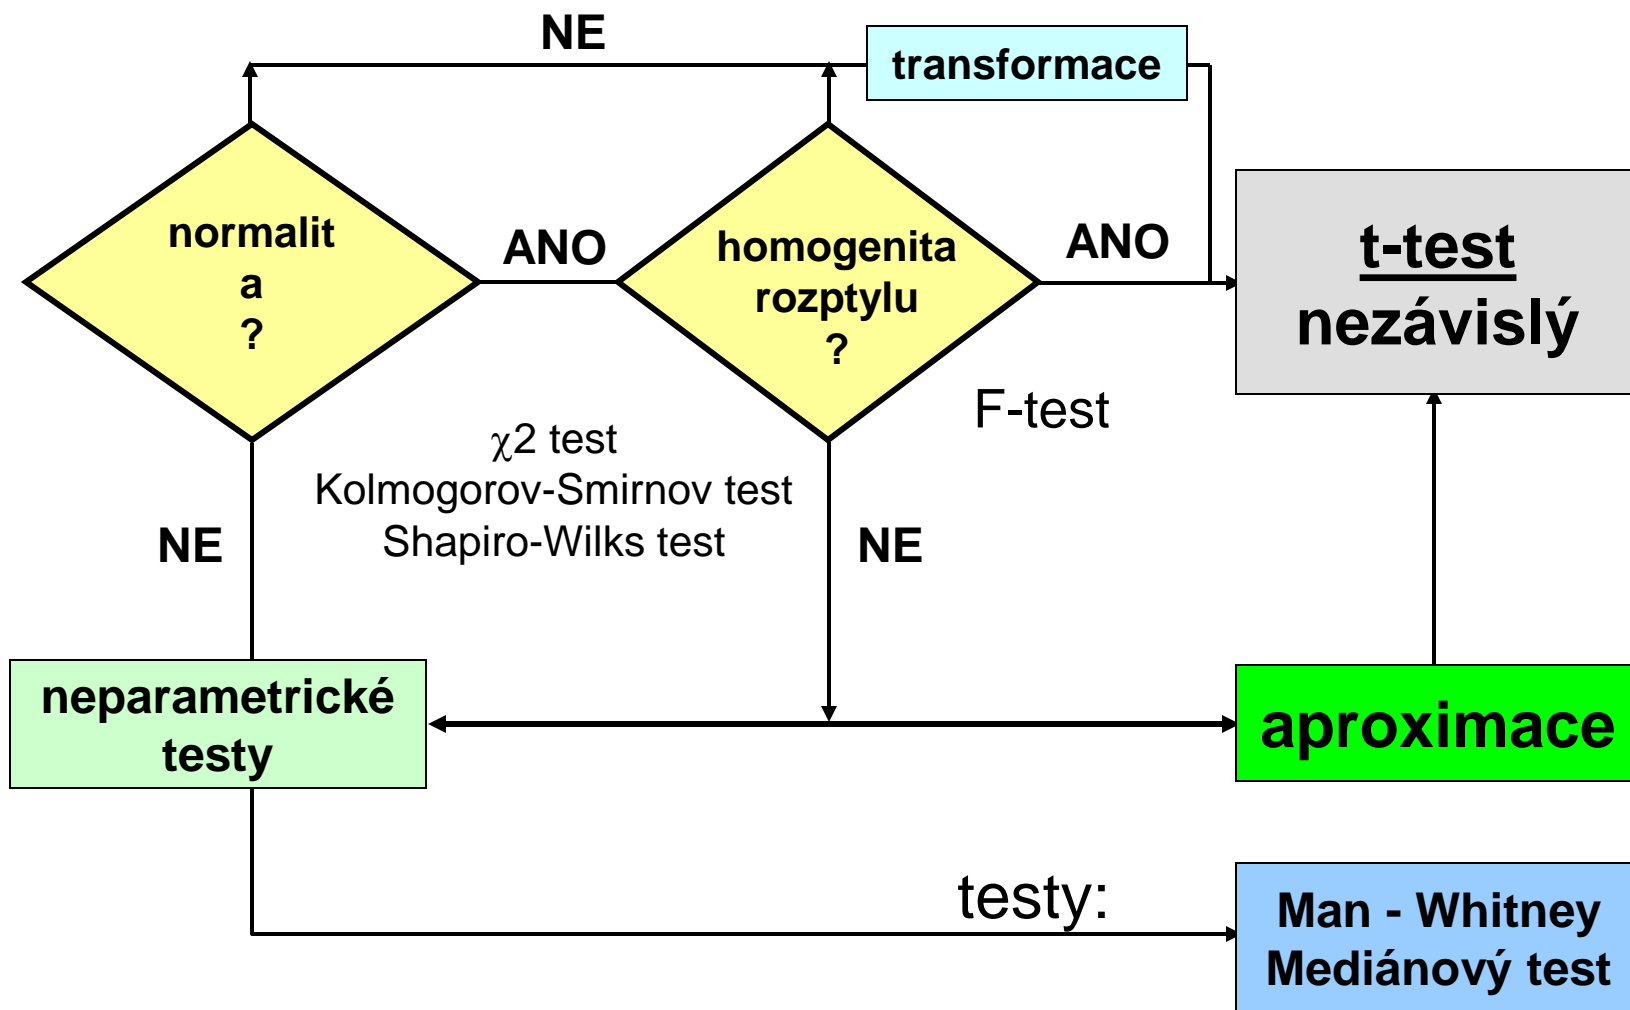 NE
transformace
normalit
a
?
ANO
homogenita
rozptylu
?
ANO
t-test
nezávislý
F-test
χ2 test
Kolmogorov-Smirnov test
Shapiro-Wilks test
NE
NE
neparametrické
testy
aproximace
testy:
Man - Whitney
Mediánový test